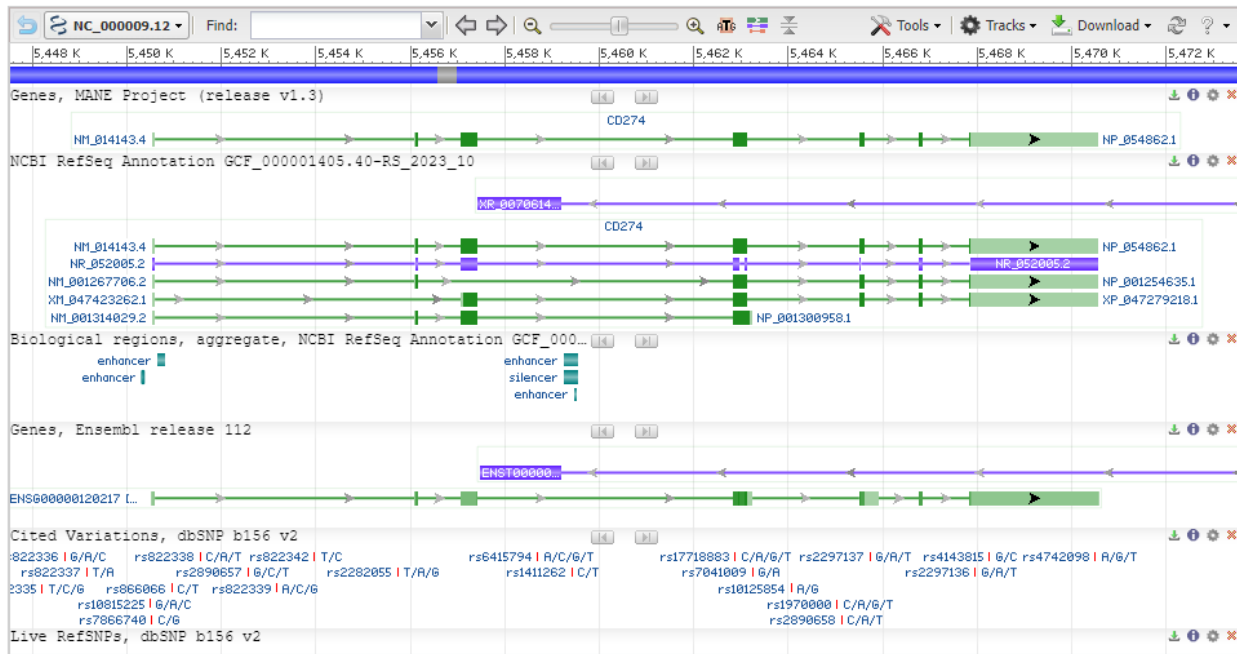 NC_000009.12 Find: ATG Tools Tracks Download ?
5,448 K 5,450 K 5,452 K 5,454 K 5,456 K 5,458 K 5,460 K 5,462 K 5,464 K 5,466 K 5,468 K 5,470 K 5,472 K
Genes, MANE Project (release v1.3)
CD274
NM_014143.4 NP_054862.1
NCBI RefSeq Annotation GCF_000001405.40-RS_2023_10
XR_0070614...
CD274
NM_014143.4 NP_054862.1
NR_052005.2 NR_052005.2
NM_001267706.2 NP_001254635.1
XM_047423262.1 XP_047279218.1
NM_001314029.2 NP_001300958.1
Biological regions, aggregate, NCBI RefSeq Annotation GCF_000...
enhancer enhancer
enhancer silencer
enhancer
Genes, Ensembl release 112
ENST00000...
ENSG00000120217 [...
Cited Variations, dbSNP b156 v2
:822336 | G/A/C rs822338 | C/A/T rs822342 | T/C rs6415794 | A/C/G/T rs17718883 | C/A/G/T rs2297137 | G/A/T rs4143815 | G/C rs4742098 | A/G/T
rs822337 | T/A rs2890657 | G/C/T rs2282055 | T/A/G rs1411262 | C/T rs7041009 | G/A rs2297136 | G/A/T
2335 | T/C/G rs866066 | C/T rs822339 | A/C/G rs10125854 | A/G
rs10815225 | G/A/C rs1970000 | C/A/G/T
rs7866740 | C/G rs2890658 | C/A/T
Live RefSNPs, dbSNP b156 v2